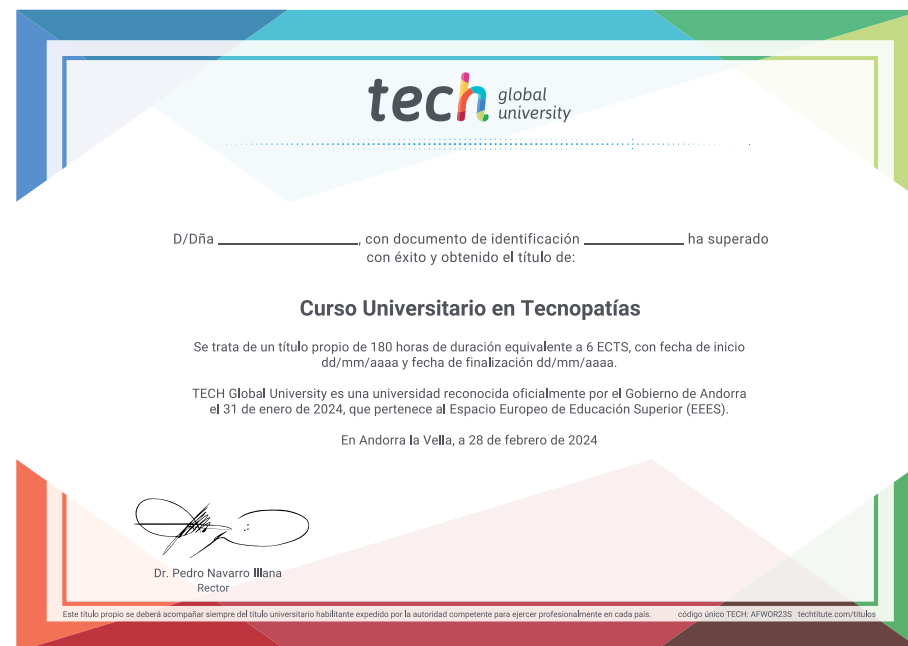 tech global university
D/Dña ________________, con documento de identificación ___________ ha superado
con éxito y obtenido el título de:
Curso Universitario en Tecnopatías
Se trata de un título propio de 180 horas de duración equivalente a 6 ECTS, con fecha de inicio
dd/mm/aaaa y fecha de finalización dd/mm/aaaa.
TECH Global University es una universidad reconocida oficialmente por el Gobierno de Andorra
el 31 de enero de 2024, que pertenece al Espacio Europeo de Educación Superior (EEES).
En Andorra la Vella, a 28 de febrero de 2024
Dr. Pedro Navarro Illana
Rector
Este título propio se deberá acompañar siempre del título universitario habilitante expedido por la autoridad competente para ejercer profesionalmente en cada país. código único TECH: AFWOR23S techtitute.com/titulos